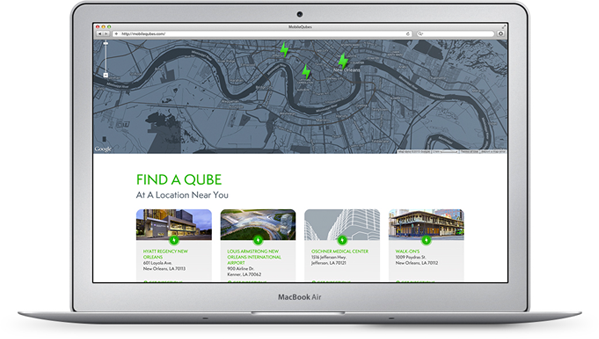 MobileQubes
http://mobilequbes.com/
New Orleans
Google
FIND A QUBE
At A Location Near You
HYATT REGENCY NEW
ORLEANS
601 Loyola Ave.
New Orleans, LA 70113
LOUIS ARMSTRONG NEW
ORLEANS INTERNATIONAL
AIRPORT
900 Airline Dr.
Kenner, LA 70062
OSCHNER MEDICAL CENTER
1516 Jefferson Hwy.
Jefferson, LA 70121
WALK-ON'S
1009 Poydras St.
New Orleans, LA 70112
MacBook Air